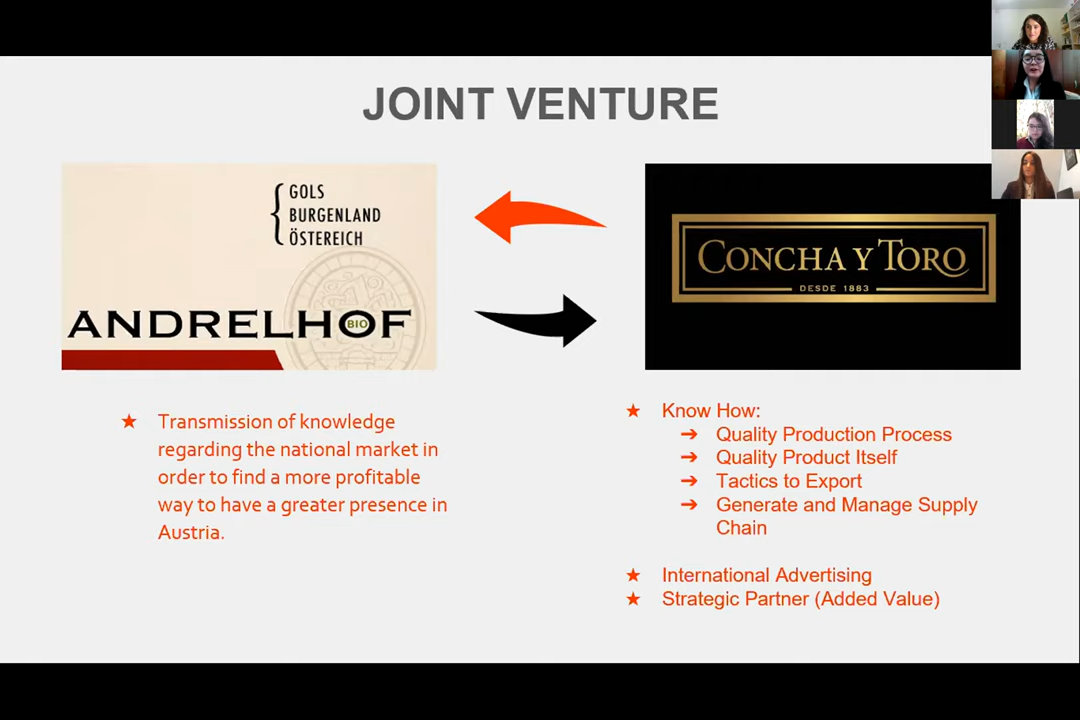 JOINT VENTURE
GOLS
BURGENLAND
ÖSTEREICH
ANDRELHOF
BIO
CONCHA Y TORO
DESDE 1883
★ Transmission of knowledge
regarding the national market in
order to find a more profitable
way to have a greater presence in
Austria.
★ Know How:
➔ Quality Production Process
➔ Quality Product Itself
➔ Tactics to Export
➔ Generate and Manage Supply
Chain
★ International Advertising
★ Strategic Partner (Added Value)